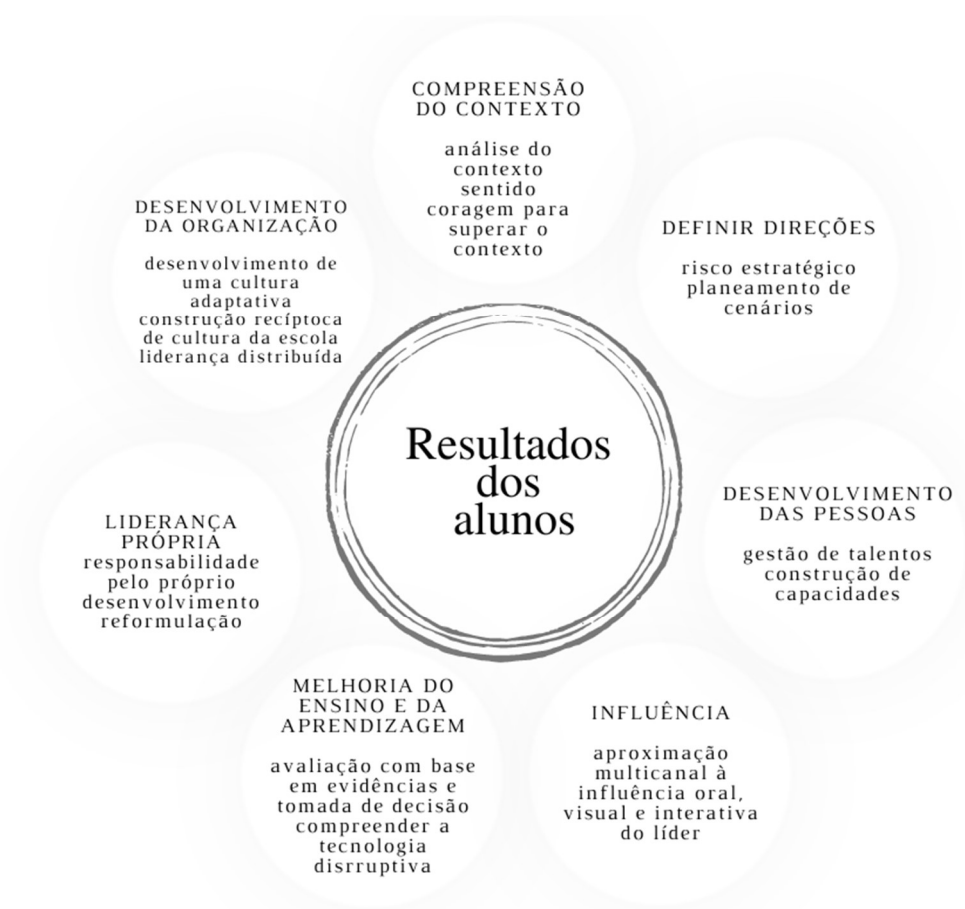 COMPREENSÃO
DO CONTEXTO
análise do
contexto
sentido
coragem para
superar o
contexto
DEFINIR DIREÇÕES
risco estratégico
planeamento de
cenários
DESENVOLVIMENTO
DAS PESSOAS
gestão de talentos
construção de
capacidades
INFLUÊNCIA
aproximação
multicanal à
influência oral,
visual e interativa
do líder
MELHORIA DO
ENSINO E DA
APRENDIZAGEM
avaliação com base
em evidências e
tomada de decisão
compreender a
tecnologia
disrruptiva
LIDERANÇA
PRÓPRIA
responsabilidade
pelo próprio
desenvolvimento
reformulação
DESENVOLVIMENTO
DA ORGANIZAÇÃO
desenvolvimento de
uma cultura
adaptativa
construção recíptoca
de cultura da escola
liderança distribuída
Resultados
dos
alunos